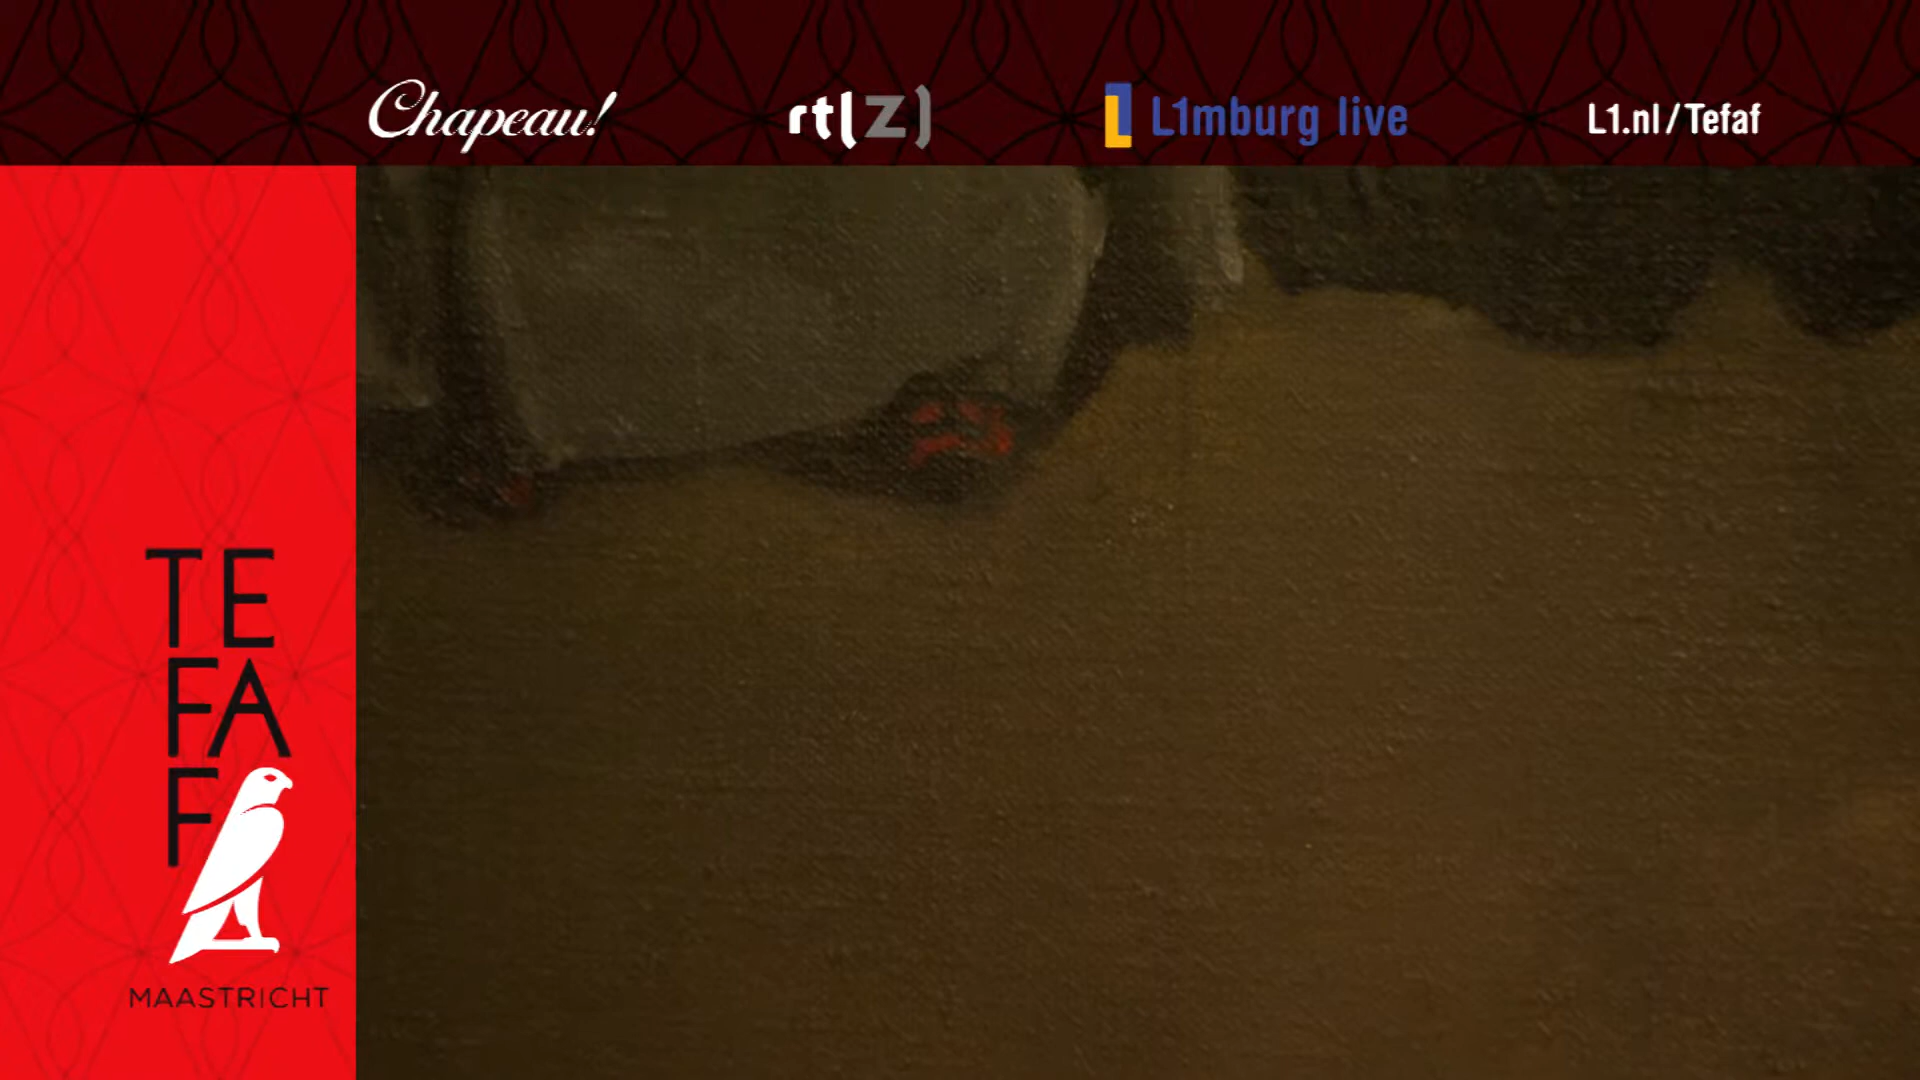 Chapeau!
rtl Z
L1mburg live
L1.nl/Tefaf
TE
FA
F
MAASTRICHT